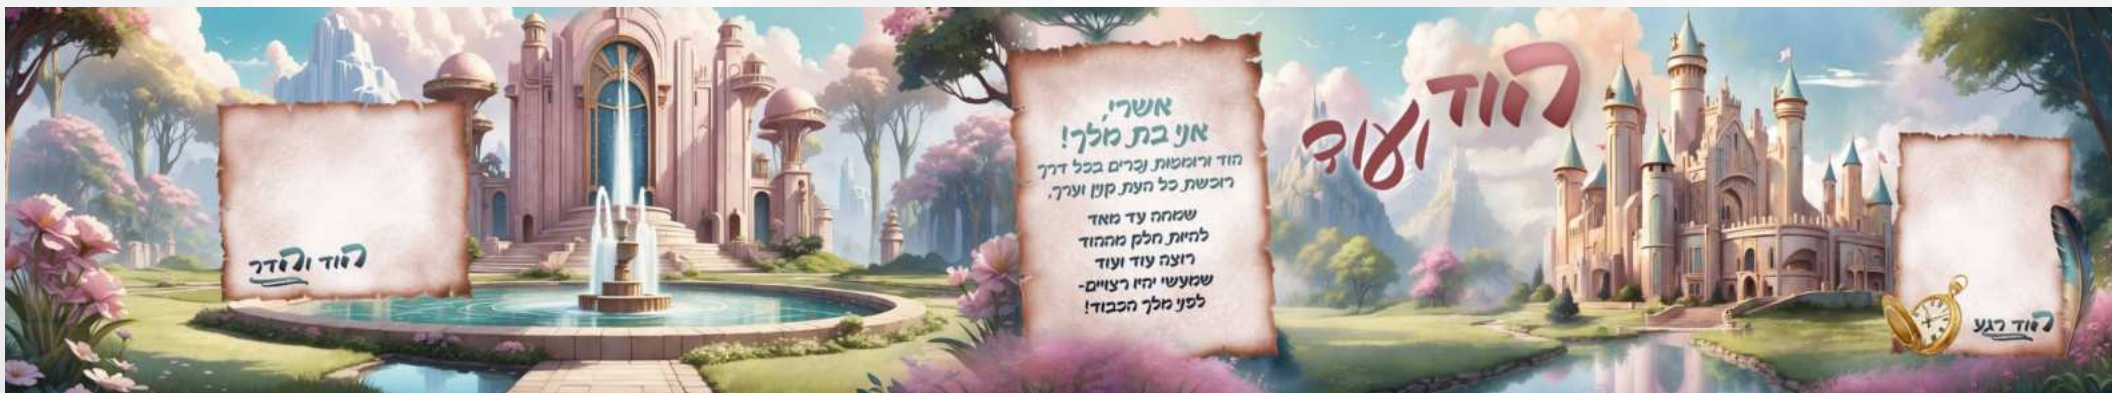 הוד ועוד
הוד רגע
אשרי,
אני בת מלך!
הוד ורוממות נכרים בכל דרך
רוכשת כל העת קנין וערך.
שמחה עד מאד
להיות חלק מההוד
רוצה עוד ועוד
שמעשי יהיו רצויים-
לפני מלך הכבוד!
הוד והדר